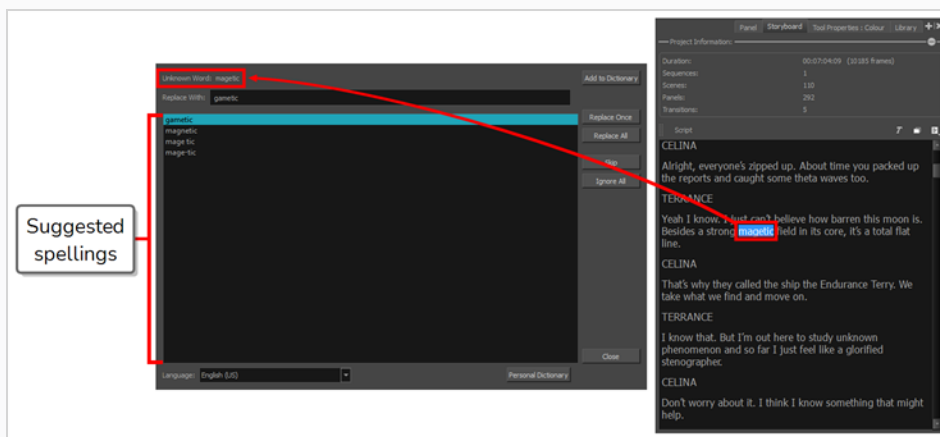 Suggested
spellings
Unknown Word: magetic
Replace With: gametic
gametic
magnetic
mage tic
mage-tic
Add to Dictionary
Replace Once
Replace All
Skip
Ignore All
Close
Language: English (US)
Personal Dictionary
Panel Storyboard Tool Properties : Colour Library
Project Information:
Duration: 00:07:04:09 (10185 frames)
Sequences: 1
Scenes: 110
Panels: 292
Transitions: 5
Script
CELINA
Alright, everyone's zipped up. About time you packed up
the reports and caught some theta waves too.
TERRANCE
Yeah I know. I just can't believe how barren this moon is.
Besides a strong magetic field in its core, it's a total flat
line.
CELINA
That's why they called the ship the Endurance Terry. We
take what we find and move on.
TERRANCE
I know that. But I'm out here to study unknown
phenomenon and so far I just feel like a glorified
stenographer.
CELINA
Don't worry about it. I think I know something that might
help.